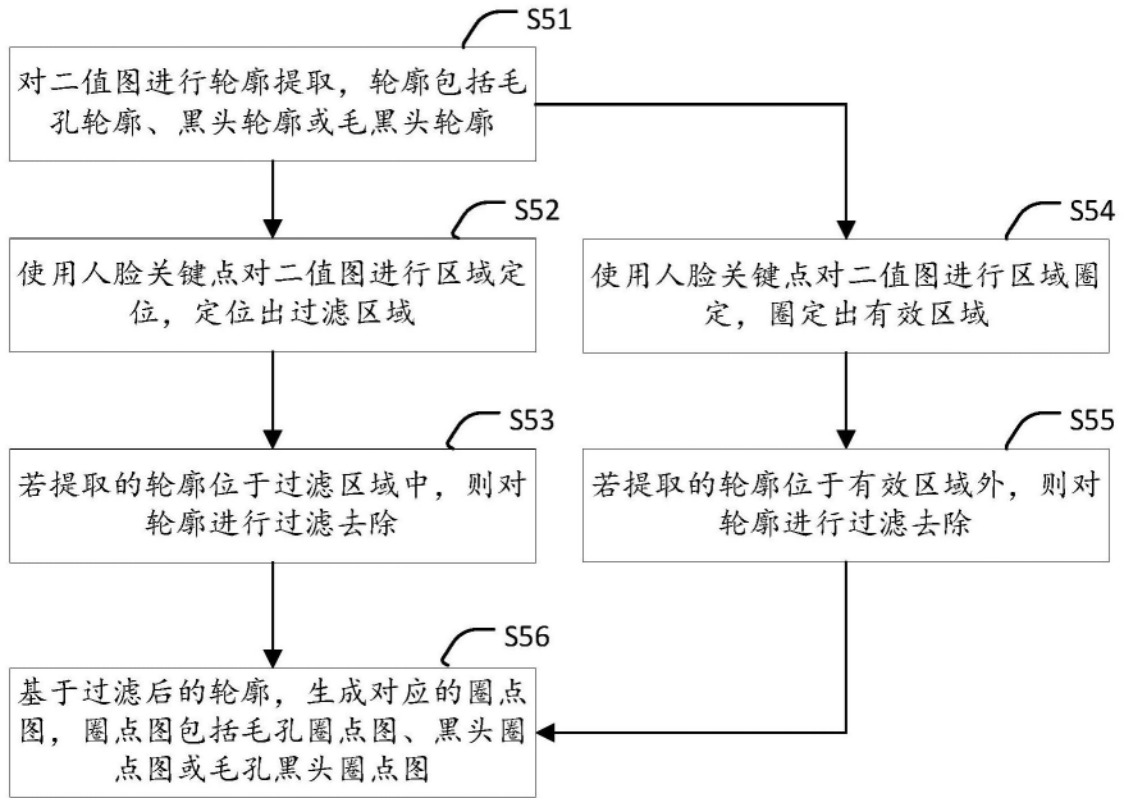 S51
对二值图进行轮廓提取，轮廓包括毛
孔轮廓、黑头轮廓或毛黑头轮廓
S52
使用人脸关键点对二值图进行区域定
位，定位出过滤区域
S53
若提取的轮廓位于过滤区域中，则对
轮廓进行过滤去除
S54
使用人脸关键点对二值图进行区域圈
定，圈定出有效区域
S55
若提取的轮廓位于有效区域外，则对
轮廓进行过滤去除
S56
基于过滤后的轮廓，生成对应的圈点
图，圈点图包括毛孔圈点图、黑头圈
点图或毛孔黑头圈点图